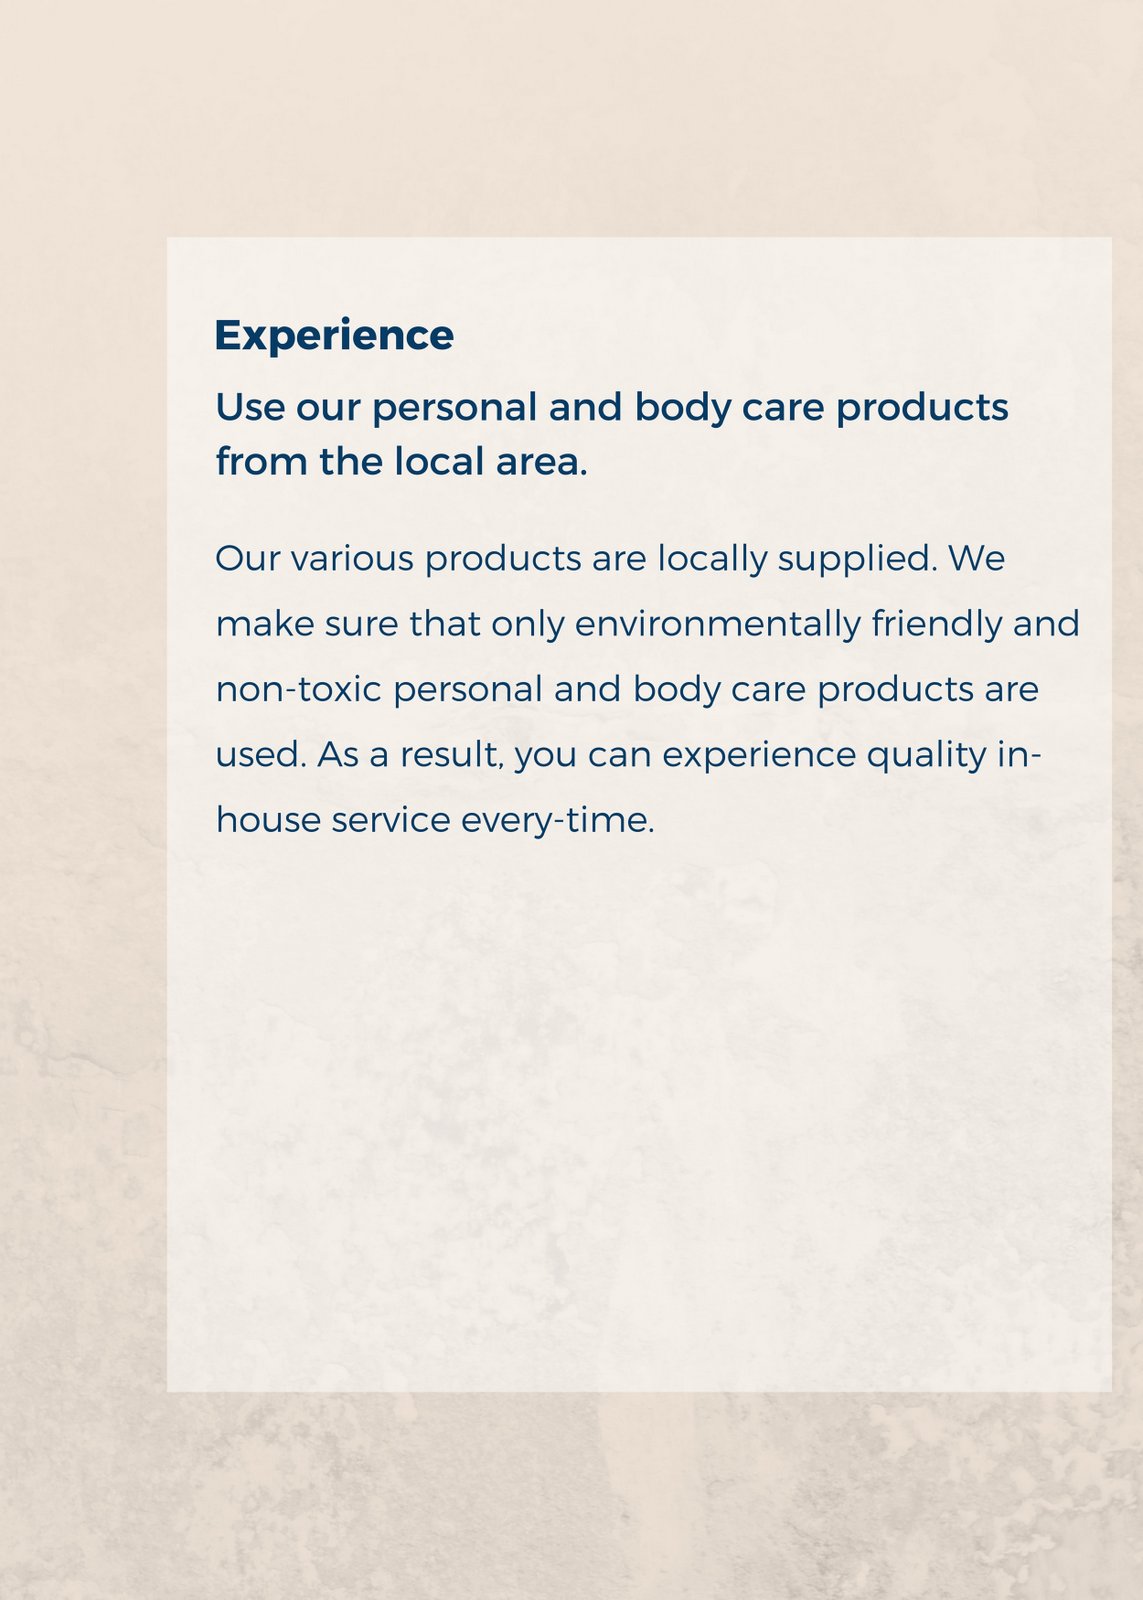 Experience
Use our personal and body care products
from the local area.
Our various products are locally supplied. We
make sure that only environmentally friendly and
non-toxic personal and body care products are
used. As a result, you can experience quality in-
house service every-time.